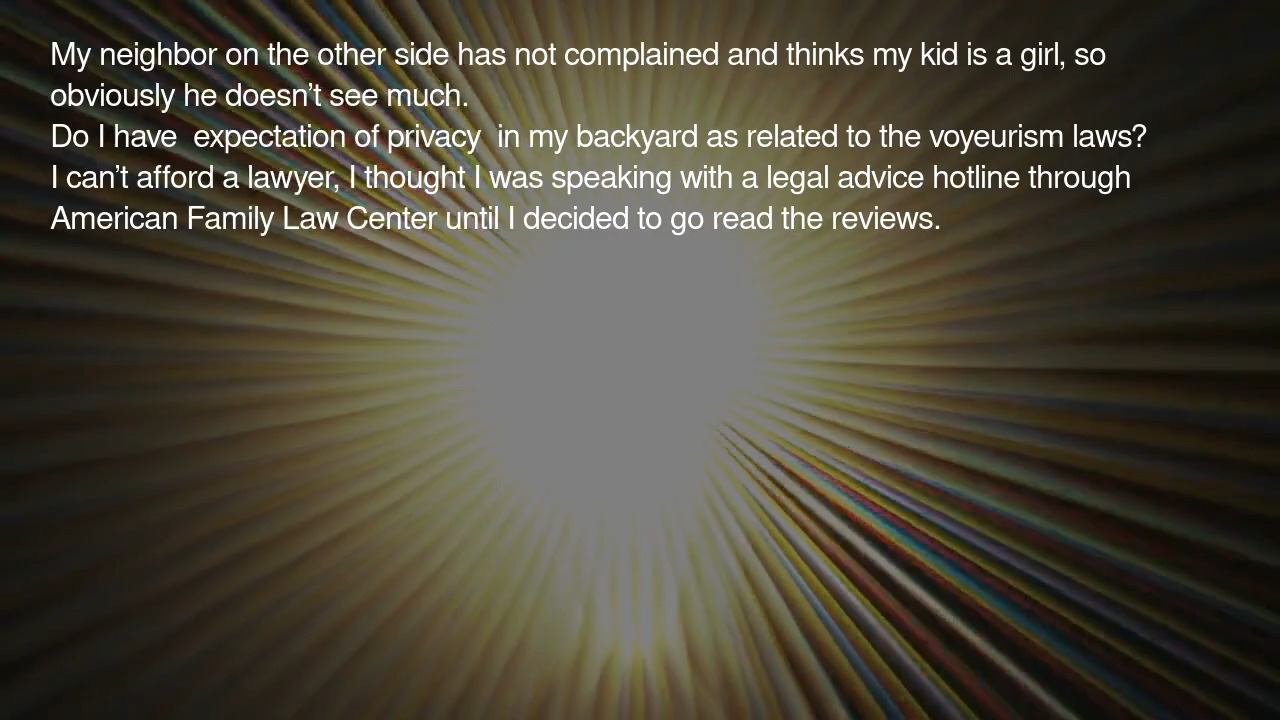 My neighbor on the other side has not complained and thinks my kid is a girl, so
obviously he doesn’t see much.
Do I have  expectation of privacy  in my backyard as related to the voyeurism laws?
I can’t afford a lawyer, I thought I was speaking with a legal advice hotline through
American Family Law Center until I decided to go read the reviews.